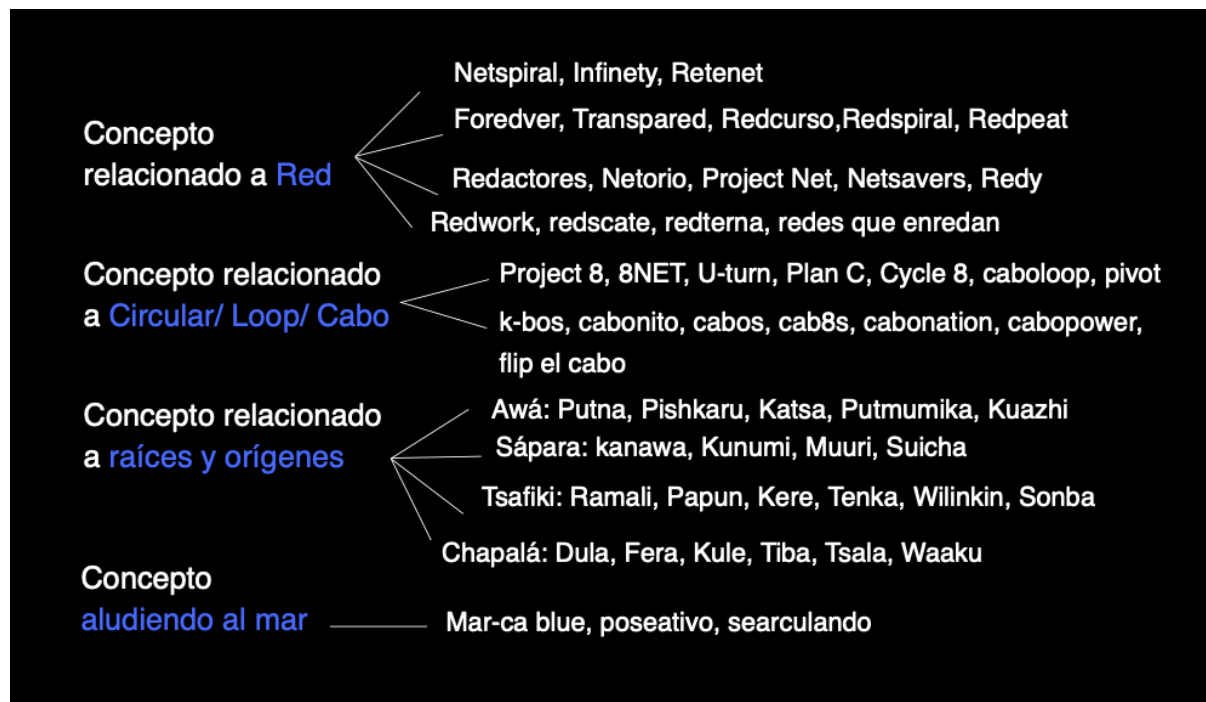 Netspiral, Infinety, Retenet
Foredver, Transpared, Redcurso,Redspiral, Redpeat
Concepto
relacionado a Red
Redactores, Netorio, Project Net, Netsavers, Redy
Redwork, redscate, redterna, redes que enredan
Concepto relacionado
a Circular/ Loop/ Cabo
Project 8, 8NET, U-turn, Plan C, Cycle 8, caboloop, pivot
k-bos, cabonito, cabos, cab8s, cabonation, cabopower,
flip el cabo
Concepto relacionado
a raíces y orígenes
Awá: Putna, Pishkaru, Katsa, Putmumika, Kuazhi
Sápara: kanawa, Kunumi, Muuri, Suicha
Tsafiki: Ramali, Papun, Kere, Tenka, Wilinkin, Sonba
Chapalá: Dula, Fera, Kule, Tiba, Tsala, Waaku
Concepto
aludiendo al mar
Mar-ca blue, poseativo, searculando